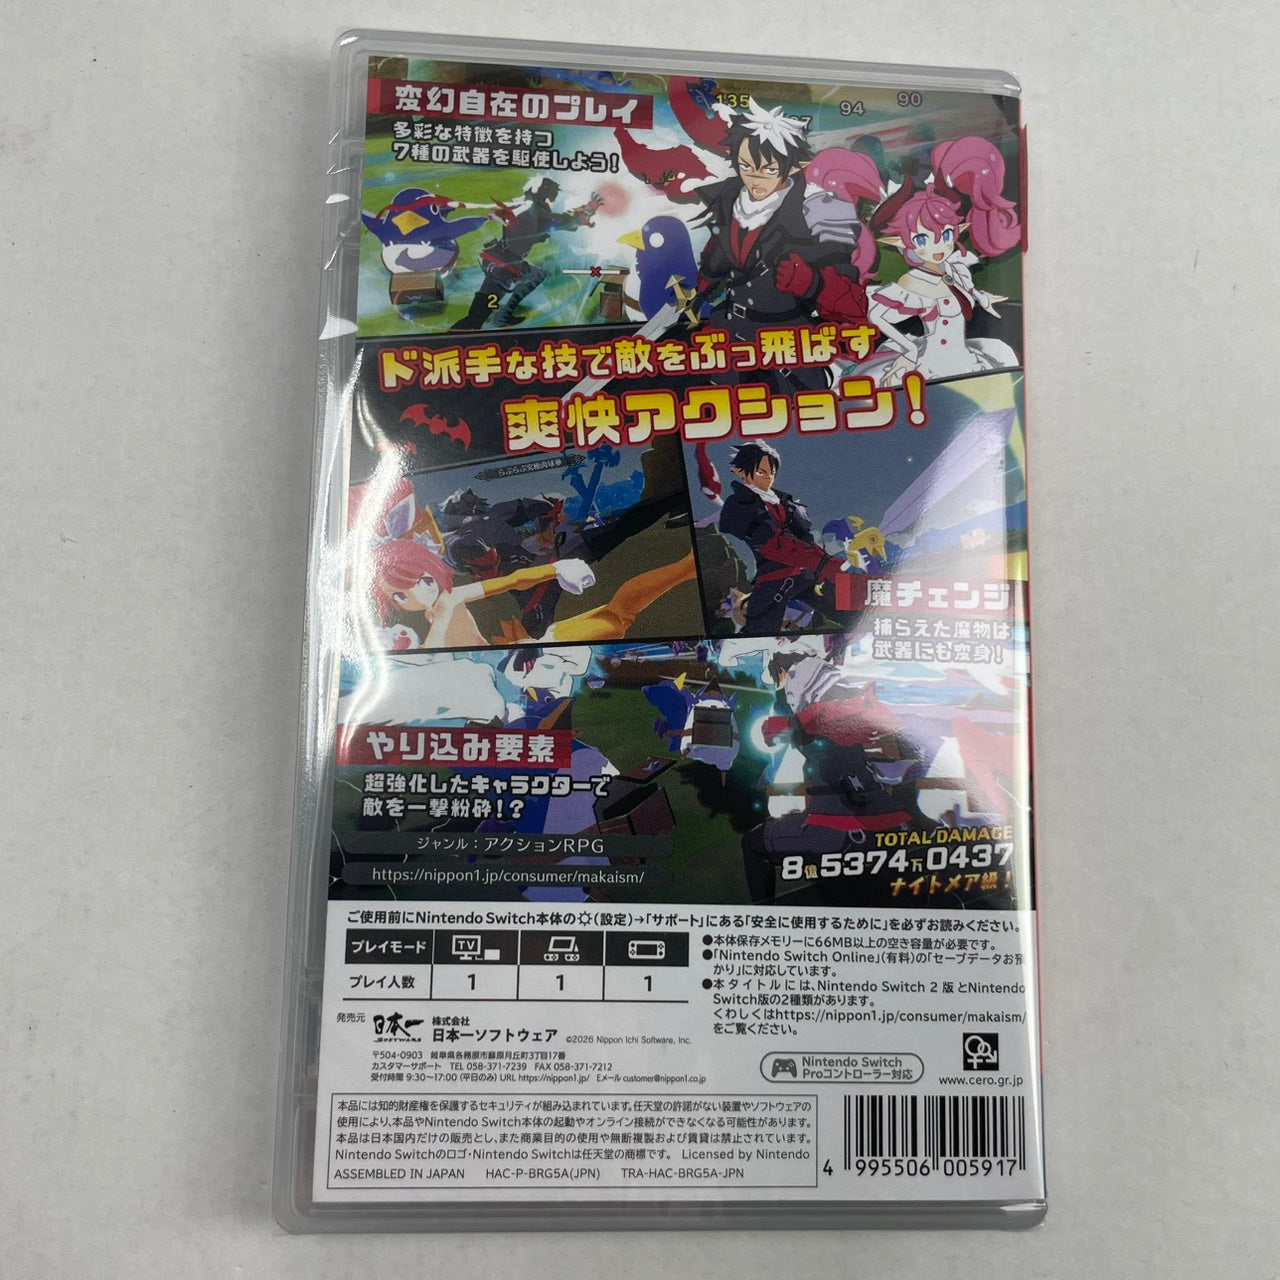 変幻自在のプレイ
多彩な特徴を持つ
7種の武器を駆使しよう！
135
94
90
2
ド派手な技で敵をぶっ飛ばす
爽快アクション！
らぶらぶ究極肉球拳
魔チェンジ
捕らえた魔物は
武器にも変身！
やり込み要素
超強化したキャラクターで
敵を一撃粉砕！？
TOTAL DAMAGE
8億5374万0437
ナイトメア級！
ジャンル：アクションRPG
https://nippon1.jp/consumer/makaism/
ご使用前にNintendo Switch本体の(設定)→「サポート」にある「安全に使用するために」を必ずお読みください。
プレイモード TV
プレイ人数 1 1 1
●本体保存メモリーに66MB以上の空き容量が必要です。
●「Nintendo Switch Online」(有料)の「セーブデータお預
かり」に対応しています。
●本タイトルには、Nintendo Switch 2 版とNintendo
Switch版の2種類があります。
くわしくはhttps://nippon1.jp/consumer/makaism/
をご覧ください。
発売元 日本一 SOFTWARE 株式会社
日本一ソフトウェア ©2026 Nippon Ichi Software, Inc.
〒504-0903 岐阜県各務原市蘇原月丘町3丁目17番
カスタマーサポート TEL 058-371-7239 FAX 058-371-7212
受付時間 9:30〜17:00 (平日のみ) URL https://nippon1.jp/ Eメール customer@nippon1.co.jp
Nintendo Switch
Proコントローラー対応
www.cero.gr.jp
本品には知的財産権を保護するセキュリティが組み込まれています。任天堂の許諾がない装置やソフトウェアの
使用により、本品やNintendo Switch本体の起動やオンライン接続ができなくなる可能性があります。
本品は日本国内だけの販売とし、また商業目的の使用や無断複製および賃貸は禁止されています。
Nintendo Switchのロゴ・Nintendo Switchは任天堂の商標です。 Licensed by Nintendo
ASSEMBLED IN JAPAN HAC-P-BRG5A(JPN) TRA-HAC-BRG5A-JPN
4 995506 005917